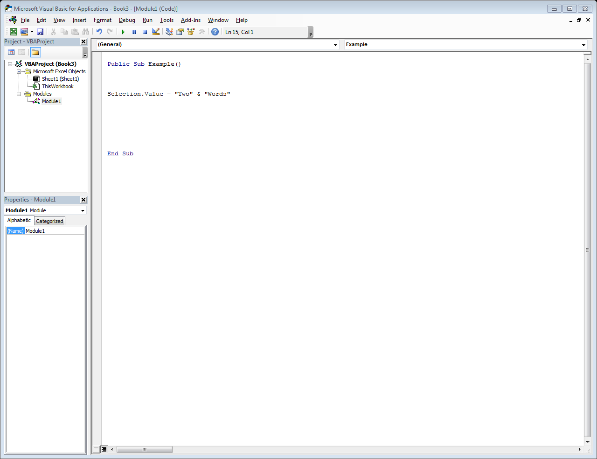 Microsoft Visual Basic for Applications - Book3 - [Module1 (Code)]
File Edit View Insert Format Debug Run Tools Add-Ins Window Help
Ln 15, Col 1
Project - VBAProject
(General) Example
VBAProject (Book3)
Microsoft Excel Objects
Sheet1 (Sheet1)
ThisWorkbook
Modules
Module1
Public Sub Example()
Selection.Value = "Two" & "Words"
End Sub
Properties - Module1
Module1 Module
Alphabetic Categorized
(Name) Module1